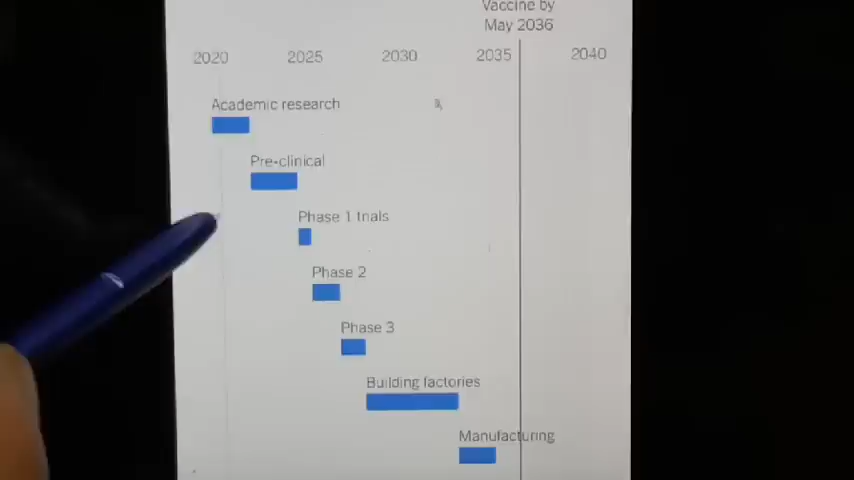 Vaccine by
May 2036
2020 2025 2030 2035 2040
Academic research
Pre-clinical
Phase 1 trials
Phase 2
Phase 3
Building factories
Manufacturing